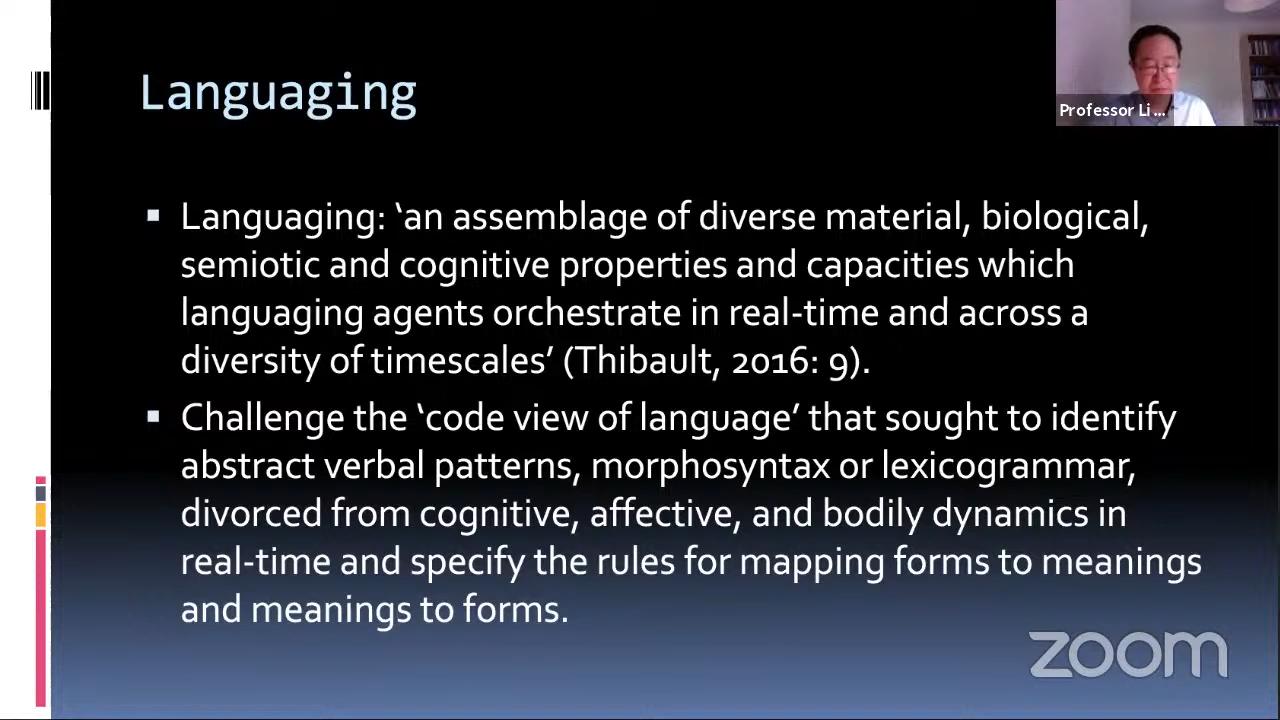 Languaging
Professor Li ...
▪ Languaging: ‘an assemblage of diverse material, biological,
semiotic and cognitive properties and capacities which
languaging agents orchestrate in real-time and across a
diversity of timescales’ (Thibault, 2016: 9).
▪ Challenge the ‘code view of language’ that sought to identify
abstract verbal patterns, morphosyntax or lexicogrammar,
divorced from cognitive, affective, and bodily dynamics in
real-time and specify the rules for mapping forms to meanings
and meanings to forms.
zoom